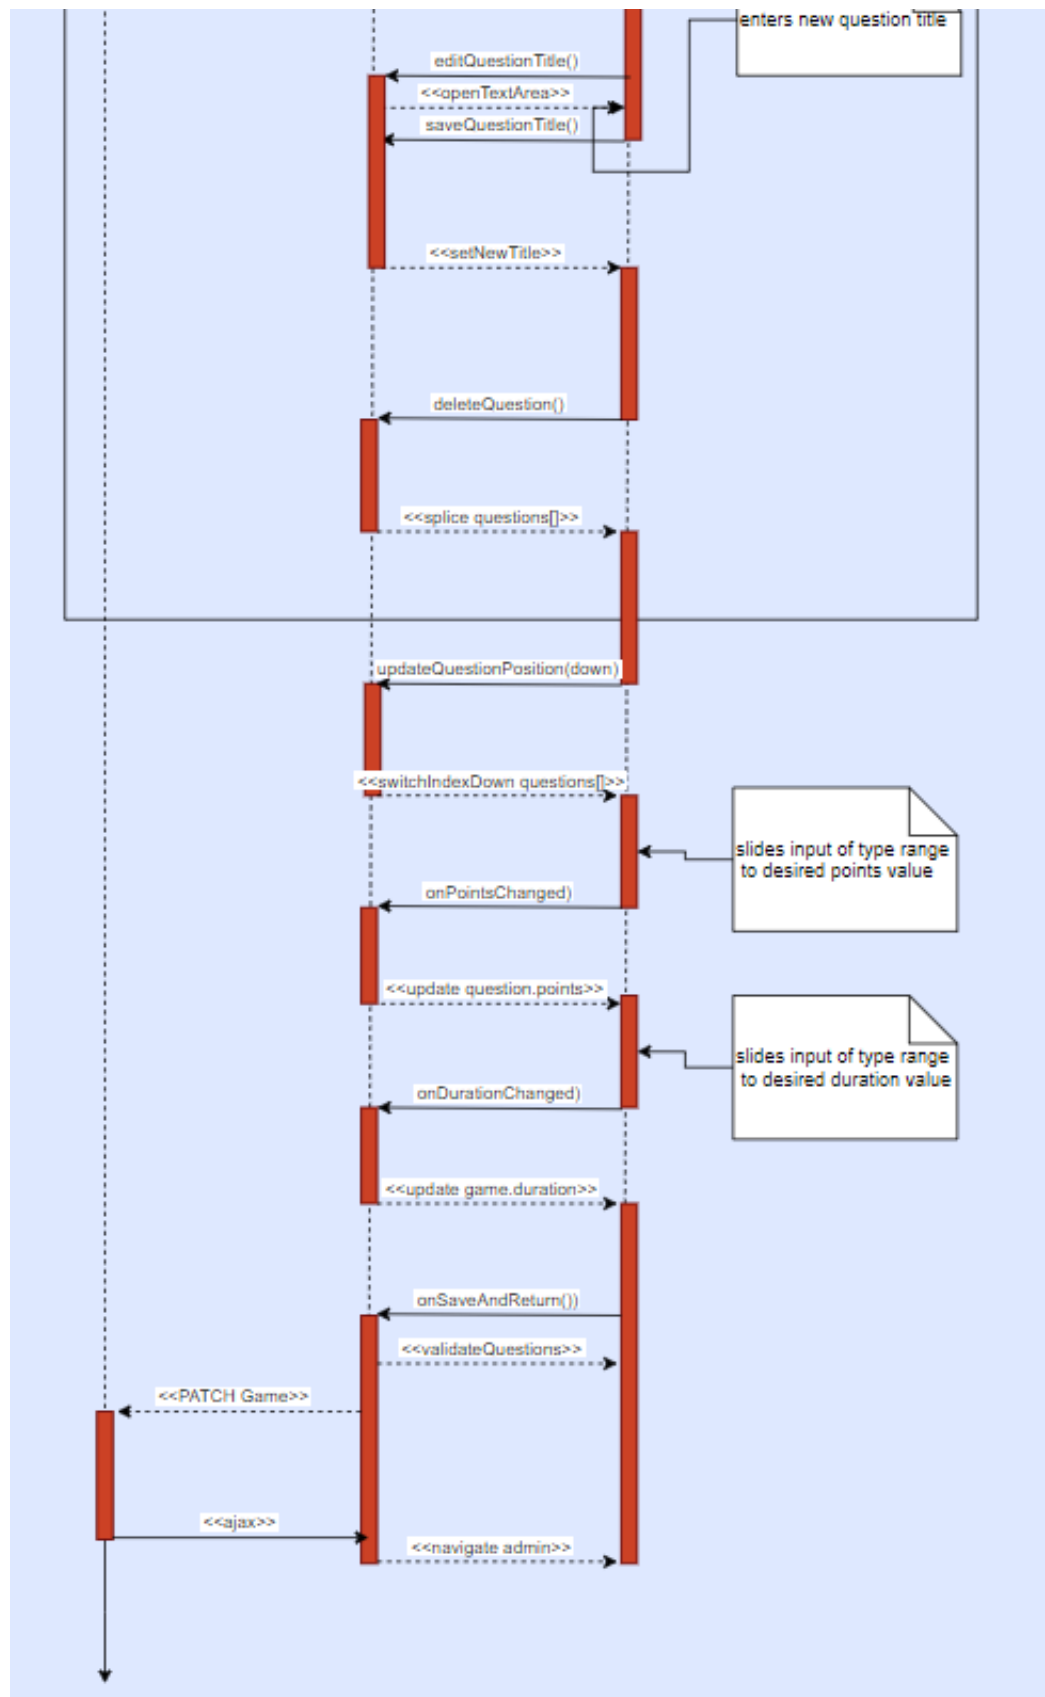 enters new question title
editQuestionTitle()
<<openTextArea>>
saveQuestionTitle()
<<setNewTitle>>
deleteQuestion()
<<splice questions[]>>
updateQuestionPosition(down)
<<switchIndexDown questions[]>>
slides input of type range
to desired points value
onPointsChanged)
<<update question.points>>
slides input of type range
to desired duration value
onDurationChanged)
<<update game.duration>>
onSaveAndReturn())
<<validateQuestions>>
<<PATCH Game>>
<<ajax>>
<<navigate admin>>